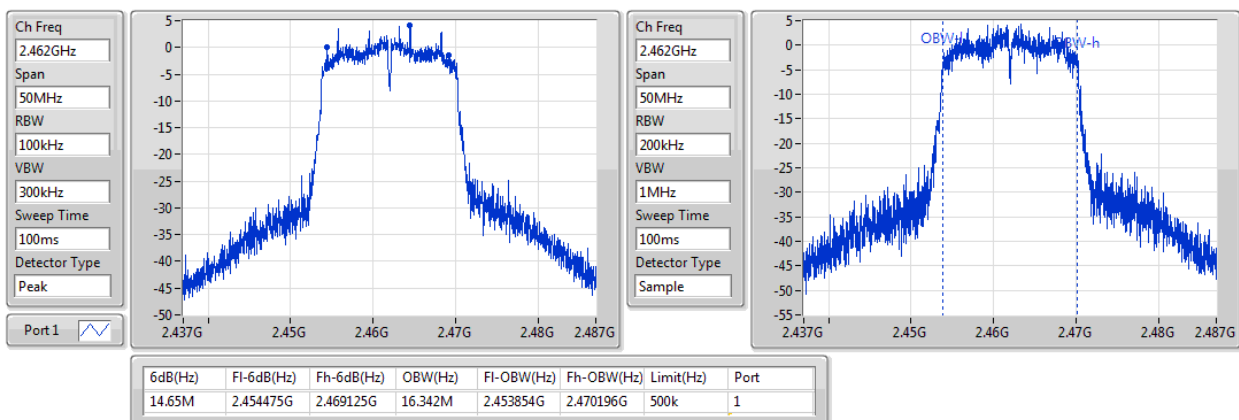 Ch Freq
2.462GHz
Span
50MHz
RBW
100kHz
VBW
300kHz
Sweep Time
100ms
Detector Type
Peak
Port 1
5
0
-5
-10
-15
-20
-25
-30
-35
-40
-45
-50
2.437G 2.45G 2.46G 2.47G 2.48G 2.487G
Ch Freq
2.462GHz
Span
50MHz
RBW
200kHz
VBW
1MHz
Sweep Time
100ms
Detector Type
Sample
5
0
-5
-10
-15
-20
-25
-30
-35
-40
-45
-50
-55
2.437G 2.45G 2.46G 2.47G 2.48G 2.487G
6dB(Hz) Fl-6dB(Hz) Fh-6dB(Hz) OBW(Hz) Fl-OBW(Hz) Fh-OBW(Hz) Limit(Hz) Port
14.65M 2.454475G 2.469125G 16.342M 2.453854G 2.470196G 500k 1